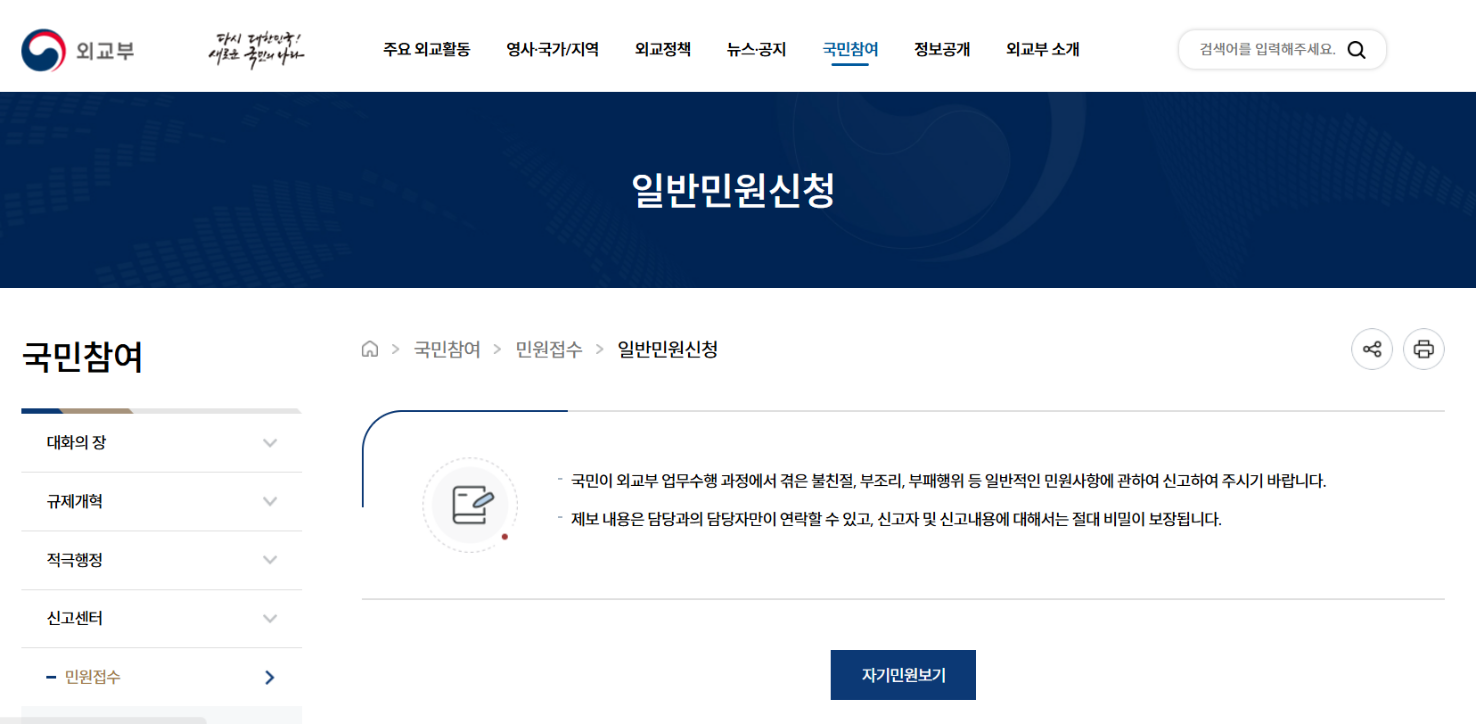 외교부
다시 대한민국!
새로운 국민의 나라
주요 외교활동 영사·국가/지역 외교정책 뉴스·공지 국민참여 정보공개 외교부 소개
검색어를 입력해주세요.
일반민원신청
국민참여
> 국민참여 > 민원접수 > 일반민원신청
대화의 장
규제개혁
적극행정
신고센터
민원접수
- 국민이 외교부 업무수행 과정에서 겪은 불친절, 부조리, 부패행위 등 일반적인 민원사항에 관하여 신고하여 주시기 바랍니다.
- 제보 내용은 담당과의 담당자만이 연락할 수 있고, 신고자 및 신고내용에 대해서는 절대 비밀이 보장됩니다.
자기민원보기